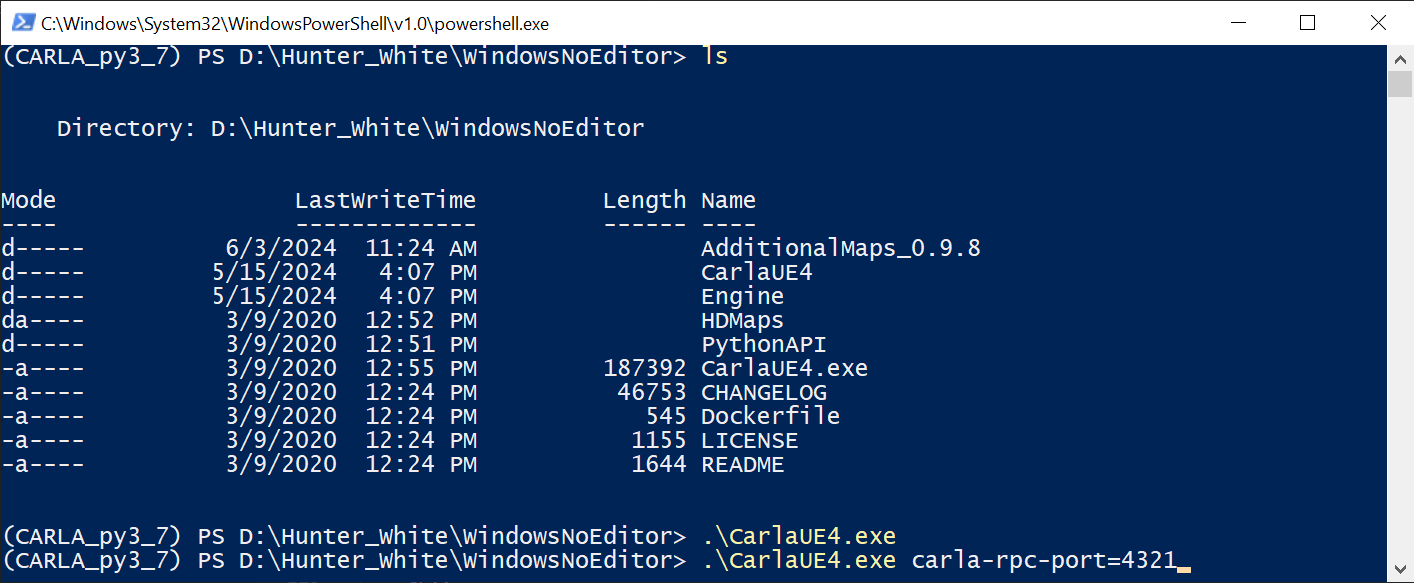 C:\Windows\System32\WindowsPowerShell\v1.0\powershell.exe
(CARLA_py3_7) PS D:\Hunter_White\WindowsNoEditor> ls
    Directory: D:\Hunter_White\WindowsNoEditor
Mode                 LastWriteTime         Length Name
----                 -------------         ------ ----
d-----          6/3/2024  11:24 AM                AdditionalMaps_0.9.8
d-----         5/15/2024   4:07 PM                CarlaUE4
d-----         5/15/2024   4:07 PM                Engine
da----          3/9/2020  12:52 PM                HDMaps
d-----          3/9/2020  12:51 PM                PythonAPI
-a----          3/9/2020  12:55 PM         187392 CarlaUE4.exe
-a----          3/9/2020  12:24 PM          46753 CHANGELOG
-a----          3/9/2020  12:24 PM            545 Dockerfile
-a----          3/9/2020  12:24 PM           1155 LICENSE
-a----          3/9/2020  12:24 PM           1644 README
(CARLA_py3_7) PS D:\Hunter_White\WindowsNoEditor> .\CarlaUE4.exe
(CARLA_py3_7) PS D:\Hunter_White\WindowsNoEditor> .\CarlaUE4.exe carla-rpc-port=4321